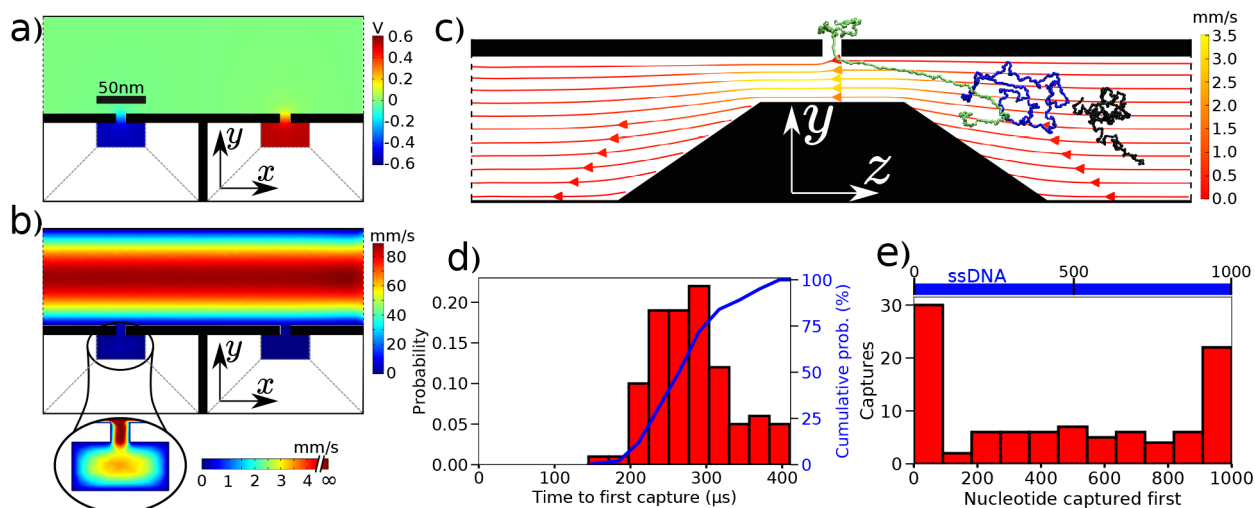 a)
V
0.6
0.4
0.2
0
-0.2
-0.4
-0.6
50nm
y
x
b)
mm/s
80
60
40
20
0
y
x
mm/s
0 1 2 3 4 ∞
c)
mm/s
3.5
3.0
2.5
2.0
1.5
1.0
0.5
0.0
y
z
d)
Probability
0.20
0.15
0.10
0.05
0.00
0 100 200 300 400
Time to first capture (μs)
100
75
50
25
0
Cumulative prob. (%)
e)
0 500 1000
ssDNA
Captures
30
20
10
0
0 200 400 600 800 1000
Nucleotide captured first